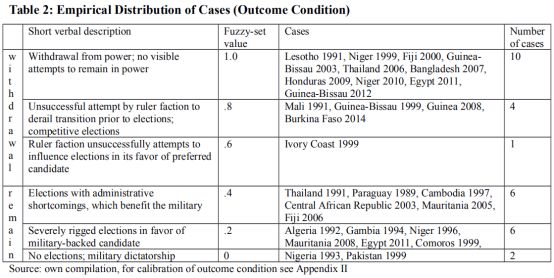 Table 2: Empirical Distribution of Cases (Outcome Condition)
Short verbal description Fuzzy-set value Cases Number of cases
withdrawal
Withdrawal from power; no visible attempts to remain in power 1.0 Lesotho 1991, Niger 1999, Fiji 2000, Guinea-Bissau 2003, Thailand 2006, Bangladesh 2007, Honduras 2009, Niger 2010, Egypt 2011, Guinea-Bissau 2012 10
Unsuccessful attempt by ruler faction to derail transition prior to elections; competitive elections .8 Mali 1991, Guinea-Bissau 1999, Guinea 2008, Burkina Faso 2014 4
Ruler faction unsuccessfully attempts to influence elections in its favor of preferred candidate .6 Ivory Coast 1999 1
remain
Elections with administrative shortcomings, which benefit the military .4 Thailand 1991, Paraguay 1989, Cambodia 1997, Central African Republic 2003, Mauritania 2005, Fiji 2006 6
Severely rigged elections in favor of military-backed candidate .2 Algeria 1992, Gambia 1994, Niger 1996, Mauritania 2008, Egypt 2011, Comoros 1999, 6
No elections; military dictatorship 0 Nigeria 1993, Pakistan 1999 2
Source: own compilation, for calibration of outcome condition see Appendix II